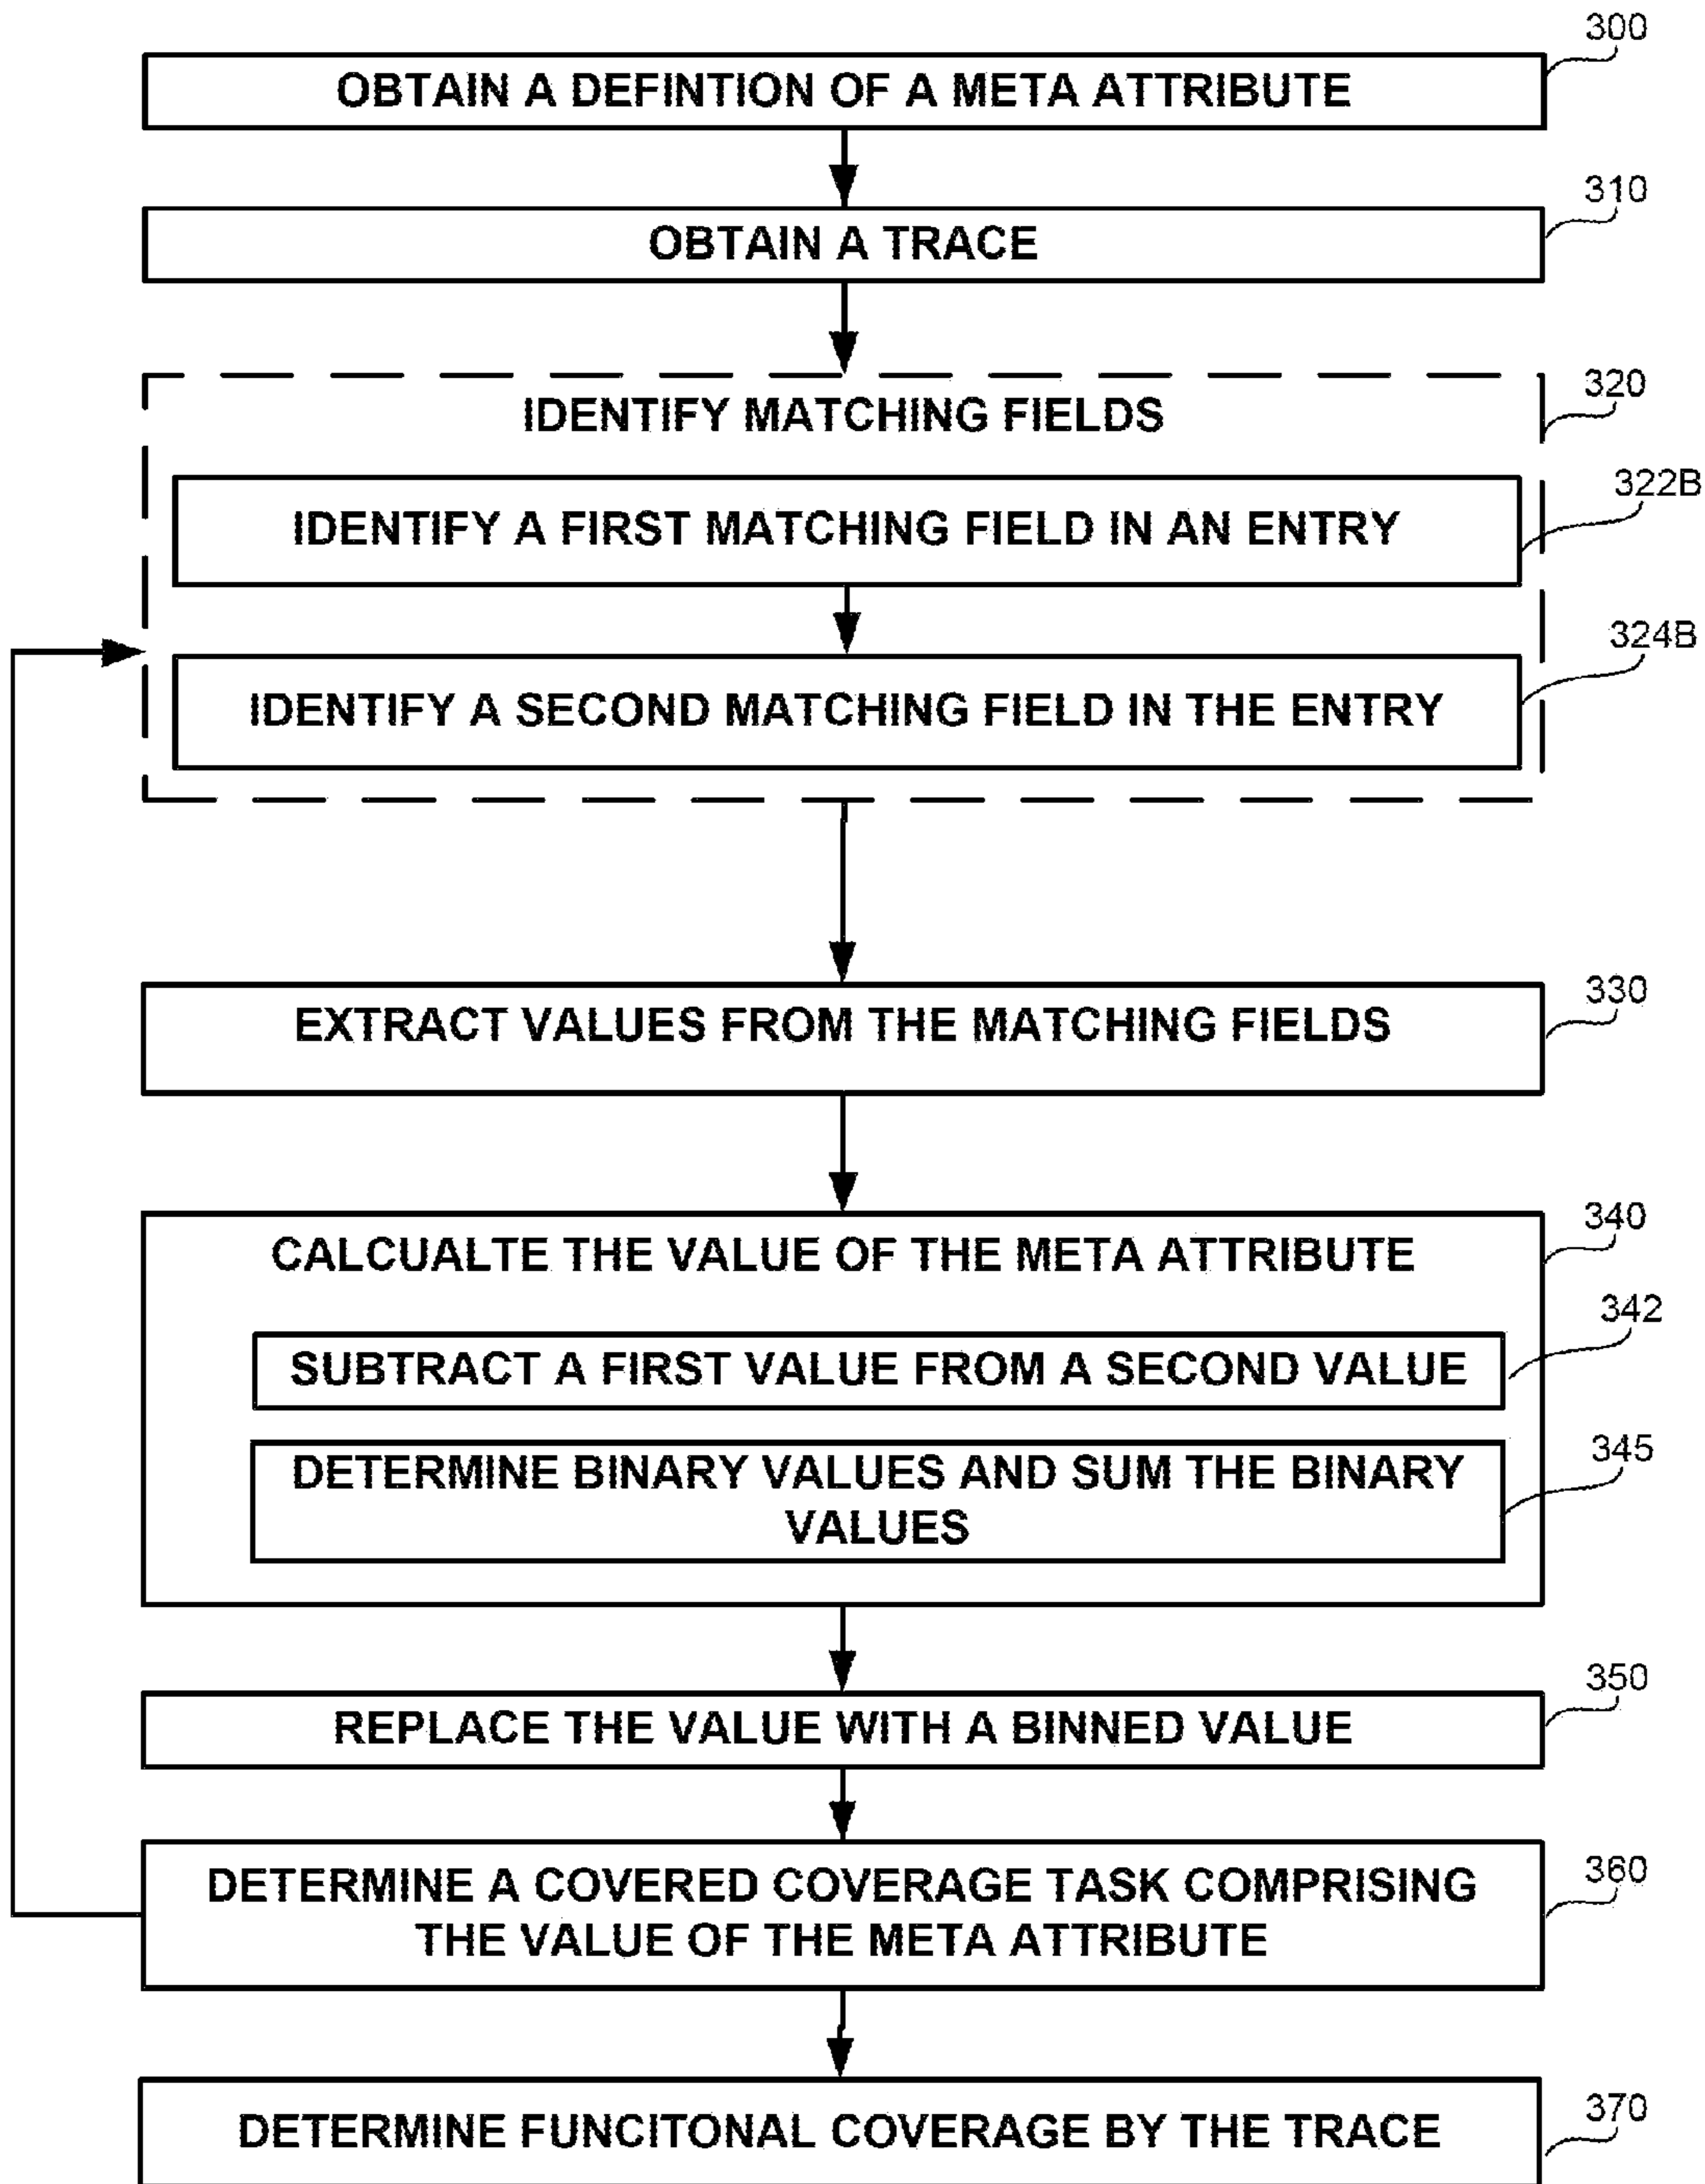 300
OBTAIN A DEFINTION OF A META ATTRIBUTE
310
OBTAIN A TRACE
320
IDENTIFY MATCHING FIELDS
322B
IDENTIFY A FIRST MATCHING FIELD IN AN ENTRY
324B
IDENTIFY A SECOND MATCHING FIELD IN THE ENTRY
330
EXTRACT VALUES FROM THE MATCHING FIELDS
340
CALCUALTE THE VALUE OF THE META ATTRIBUTE
342
SUBTRACT A FIRST VALUE FROM A SECOND VALUE
345
DETERMINE BINARY VALUES AND SUM THE BINARY
VALUES
350
REPLACE THE VALUE WITH A BINNED VALUE
360
DETERMINE A COVERED COVERAGE TASK COMPRISING
THE VALUE OF THE META ATTRIBUTE
370
DETERMINE FUNCITONAL COVERAGE BY THE TRACE